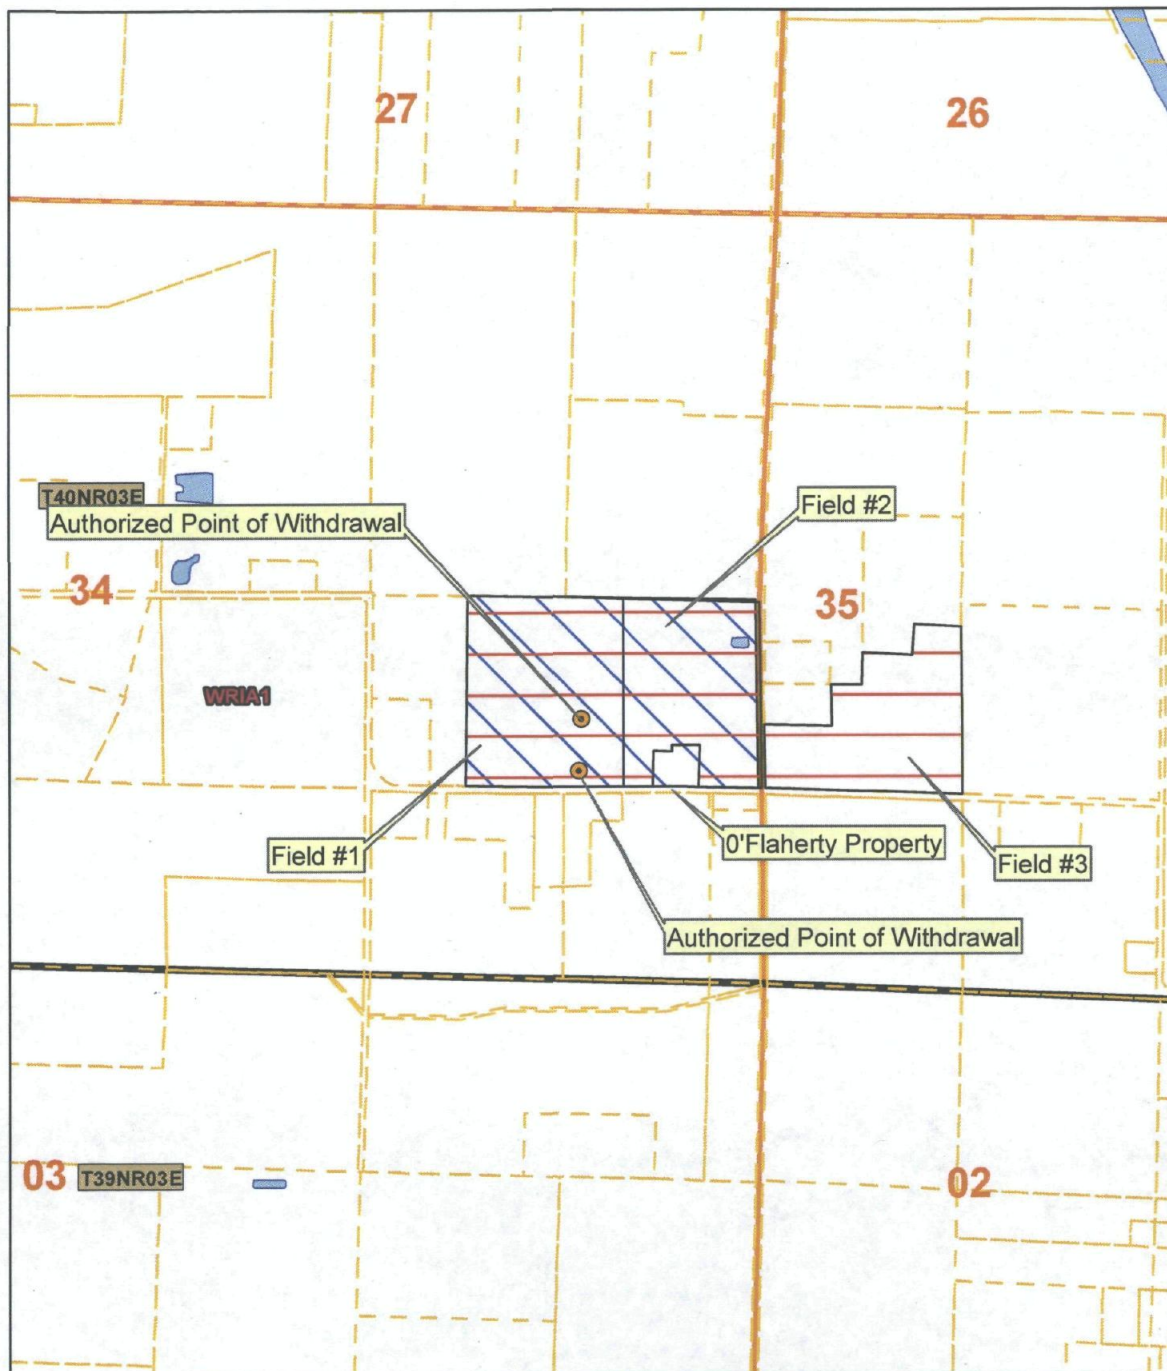 27
26
T40NR03E
Authorized Point of Withdrawal
Field #2
34
35
WRIA1
Field #1
0'Flaherty Property
Field #3
Authorized Point of Withdrawal
03
T39NR03E
02